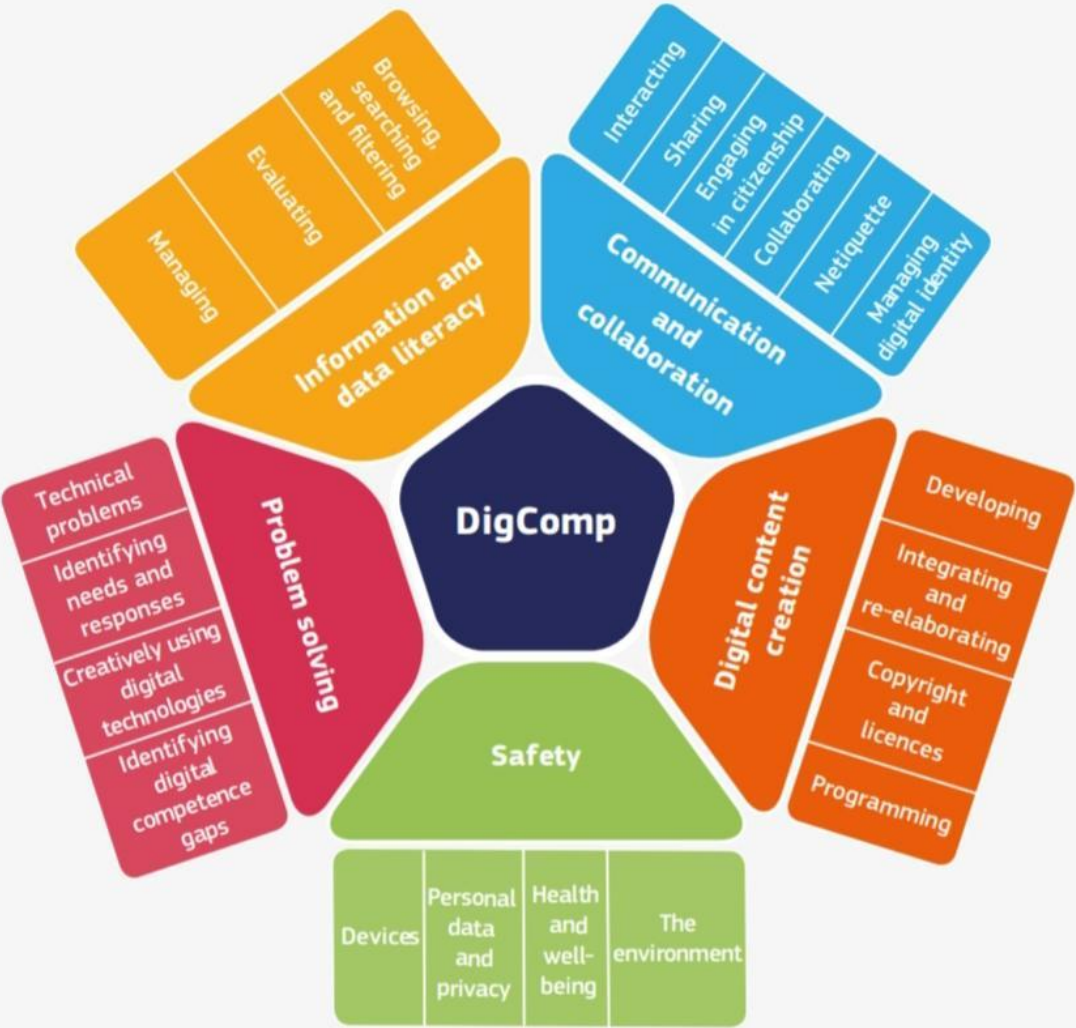 Browsing,
searching
and filtering
Evaluating
Managing
Information and
data literacy
Interacting
Sharing
Engaging
in citizenship
Collaborating
Netiquette
Managing
digital identity
Communication
and
collaboration
DigComp
Developing
Integrating
and
re-elaborating
Copyright
and
licences
Programming
Digital content
creation
Safety
Devices
Personal
data
and
privacy
Health
and
well-
being
The
environment
Problem solving
Technical
problems
Identifying
needs and
responses
Creatively using
digital
technologies
Identifying
digital
competence
gaps